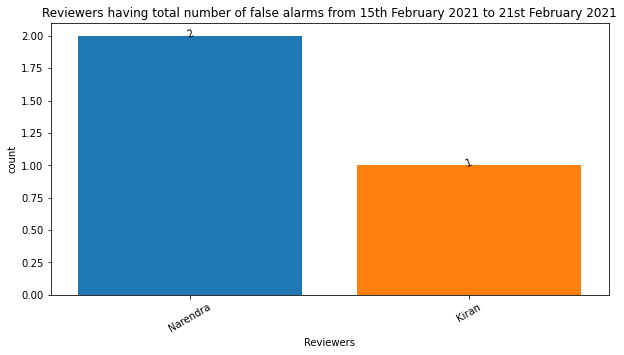 Reviewers having total number of false alarms from 15th February 2021 to 21st February 2021
2.00
1.75
1.50
1.25
1.00
0.75
0.50
0.25
0.00
count
2
1
Narendra
Kiran
Reviewers